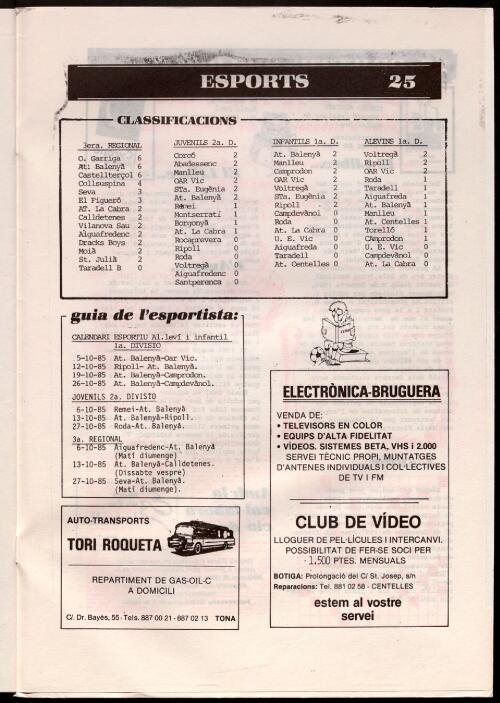 ESPORTS 25
CLASSIFICACIONS
3era. REGIONAL
O. Garriga 6
At. Balenyà 6
Castellterçol 6
Collsuspina 4
Seva 3
El Figueró 3
AT. La Cabra 2
Calldetenes 2
Vilanova Sau 2
Aiguafredenc 2
Dracks Boys 2
Moià 2
St. Julià 2
Taradell B 0
JUVENILS 2a. D.
Corcó 2
Abadessenc 2
Manlleu 2
OAR Vic 2
STa. Eugènia 2
At. Balenyà 2
Remei 1
Montserratí 1
Borgonyà 1
At. La Cabra 1
Rocaprevera 0
Ripoll 0
Roda 0
Voltregà 0
Aiguafredenc 0
Santperenca 0
INFANTILS 1a. D.
At. Balenyà 2
Manlleu 2
Camprodon 2
OAR Vic 2
Voltregà 2
STa. Eugènia 2
Ripoll 2
Campdevànol 0
Roda 0
At. La Cabra 0
U. E. Vic 0
Aiguafreda 0
Taradell 0
At. Centelles 0
ALEVINS 1a. D.
Voltregà 2
Ripoll 2
OAR Vic 2
Roda 1
Taradell 1
Aiguafreda 1
At. Balenyà 1
Manlleu 1
At. Centelles 1
Torelló 1
CAmprodon 1
U. E. Vic 0
Campdevànol 0
At. La Cabra 0
guia de l'esportista:
CALENDARI ESPORTIU Al.leví i infantil
1a. DIVISIO
5-10-85 At. Balenyà-Oar Vic.
12-10-85 Ripoll- At. Balenyà.
19-10-85 At. Balenyà-Camprodon.
26-10-85 At. Balenyà-Campdevànol.
JOVENILS 2a. DIVISIO
6-10-85 Remei-At. Balenyà
13-10-85 At. Balenyà-Ripoll.
27-10-85 Roda-At. Balenyà.
3a. REGIONAL
6-10-85 Aiguafredenc-At. Balenyà
(Matí diumenge)
13-10-85 At. Balenyà-Calldetenes.
(Dissabte vespre)
27-10-85 Seva-At. Balenyà.
(Matí diumenge).
AUTO-TRANSPORTS
TORI ROQUETA
REPARTIMENT DE GAS-OIL-C
A DOMICILI
C/. Dr. Bayés, 55 - Tels. 887 00 21 - 887 02 13 TONA
ELECTRÒNICA-BRUGUERA
VENDA DE:
• TELEVISORS EN COLOR
• EQUIPS D'ALTA FIDELITAT
• VÍDEOS. SISTEMES BETA, VHS i 2.000
SERVEI TÈCNIC PROPI, MUNTATGES
D'ANTENES INDIVIDUALS I COL·LECTIVES
DE TV I FM
CLUB DE VÍDEO
LLOGUER DE PEL·LÍCULES I INTERCANVI.
POSSIBILITAT DE FER-SE SOCI PER
1.500 PTES. MENSUALS
BOTIGA: Prolongació del C/ St. Josep, s/n
Reparacions: Tel. 881 02 58 - CENTELLES
estem al vostre
servei